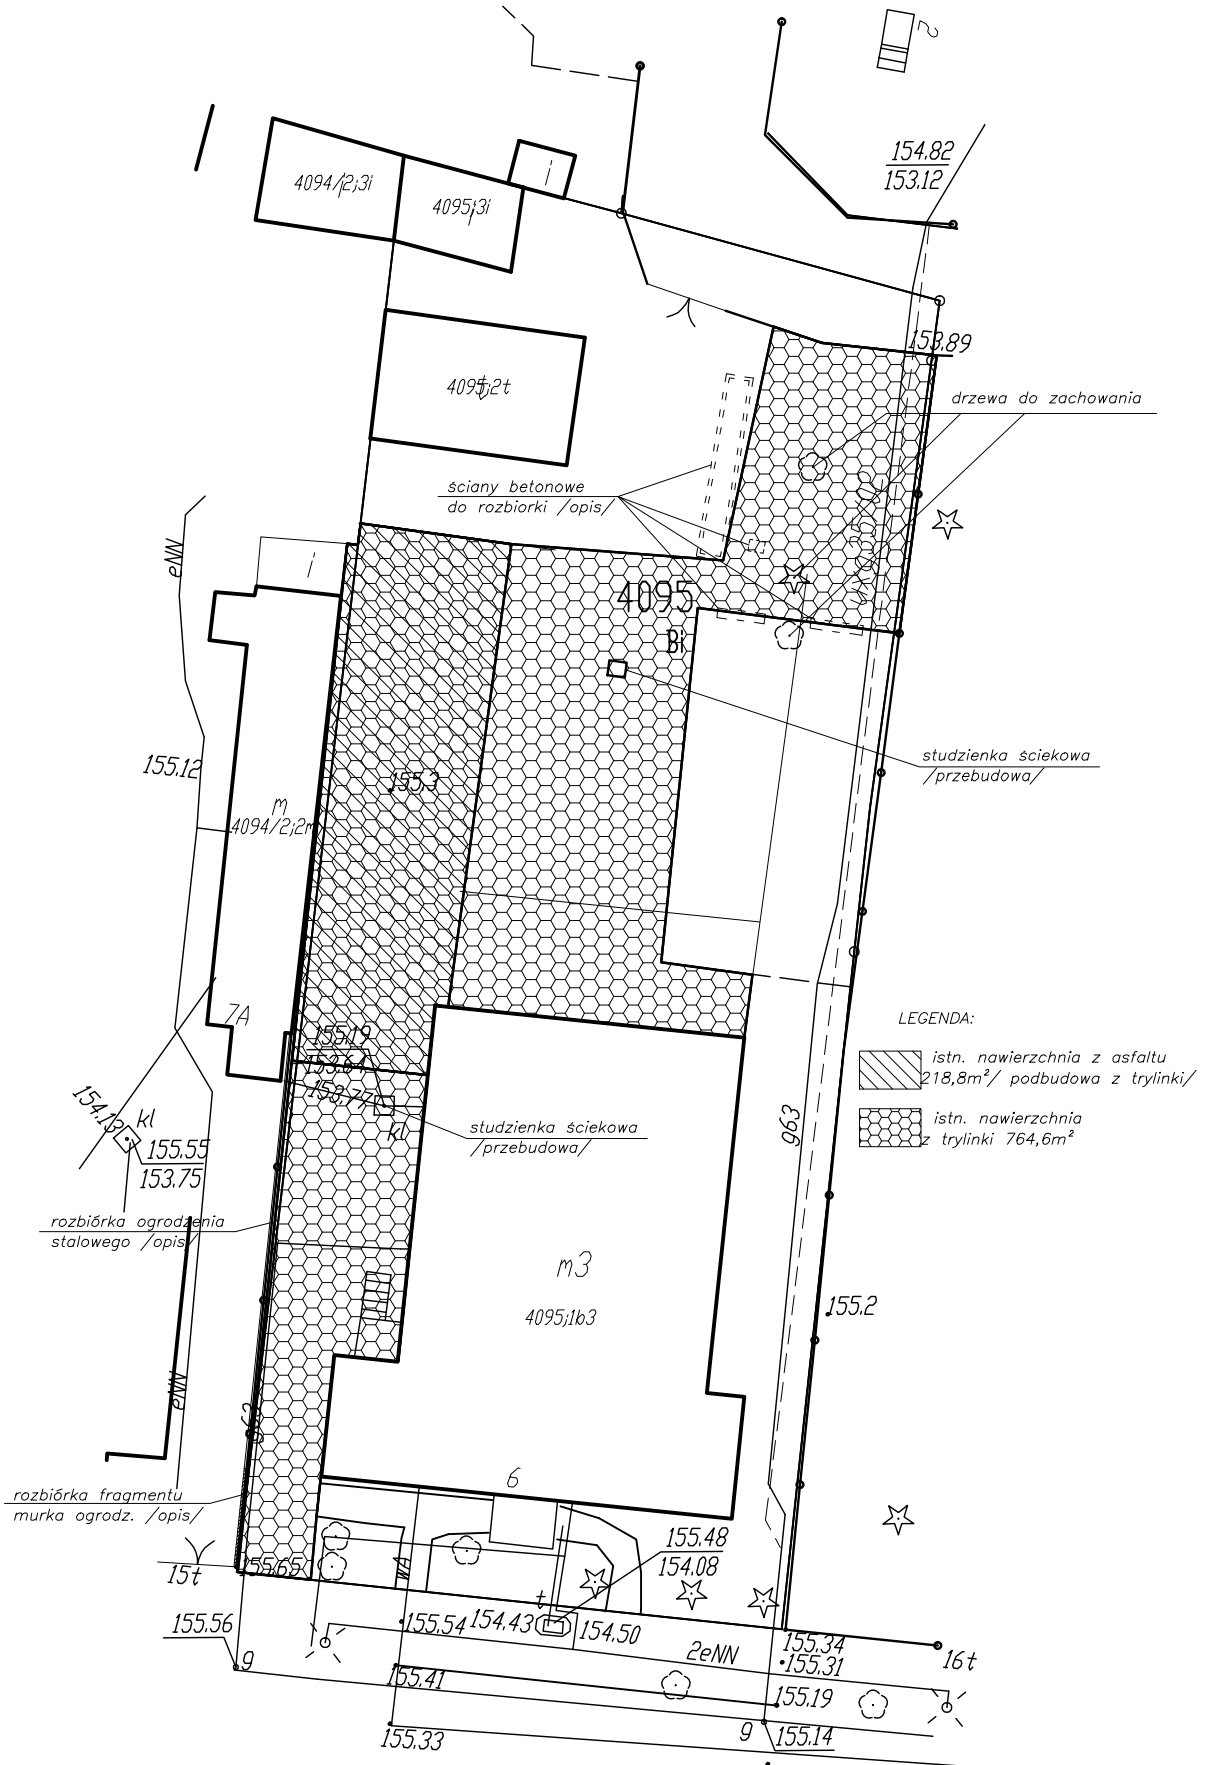 154.82
153.12
4094/2;3i
4095;3i
i
153.89
4095;2t
drzewa do zachowania
ściany betonowe
do rozbiorki /opis/
eNN
i
4095
Bi
studzienka ściekowa
/przebudowa/
155.12
155.3
m
4094/2;2m
7A
LEGENDA:
istn. nawierzchnia z asfaltu
218,8m²/ podbudowa z trylinki/
istn. nawierzchnia
z trylinki 764,6m²
155.19
153.64
153.77
kl
154.13
kl
155.55
153.75
963
studzienka ściekowa
/przebudowa/
rozbiórka ogrodzenia
stalowego /opis/
m3
4095;1b3
155.2
eNN
963
6
rozbiórka fragmentu
murka ogrodz. /opis/
155.48
154.08
15t
155.65
WA
t
155.56
155.54
154.43
154.50
2eNN
155.34
155.31
16t
9
155.41
155.19
155.33
9
155.14